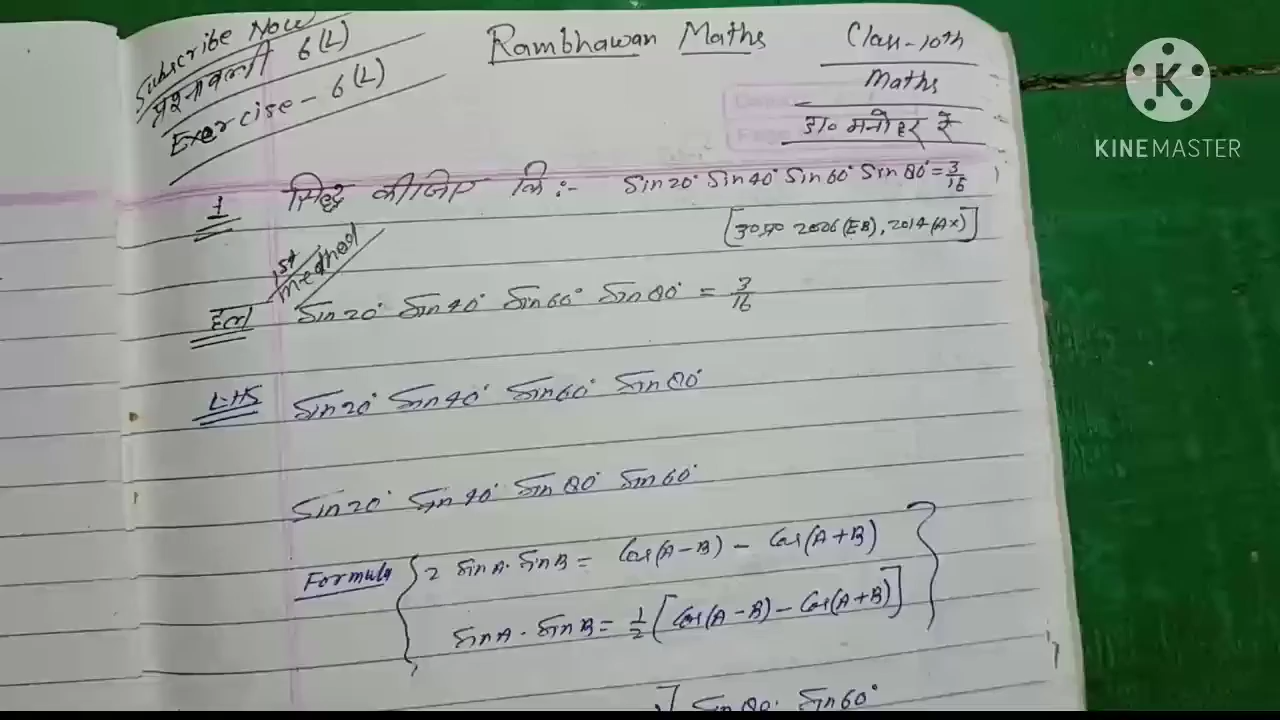 Subscribe Now
प्रश्नावली 6(L)
Exercise - 6(L)
Rambhawan Maths
Class-10th
Maths
डा० मनोहर रे
KINEMASTER
1 सिद्ध कीजिए कि :- Sin20° Sin40° Sin60° Sin80° = 3/16
[उ०प्र० 2006 (EB), 2014 (AX)]
1st Medhod
हल Sin20° Sin40° Sin60° Sin80° = 3/16
L.H.S Sin20° Sin40° Sin60° Sin80°
Sin20° Sin40° Sin80° Sin60°
Formula { 2 SinA. SinB = Cos(A-B) - Cos(A+B)
SinA . SinB = 1/2 [Cos(A-B) - Cos(A+B)] }
] Sin80. Sin60°